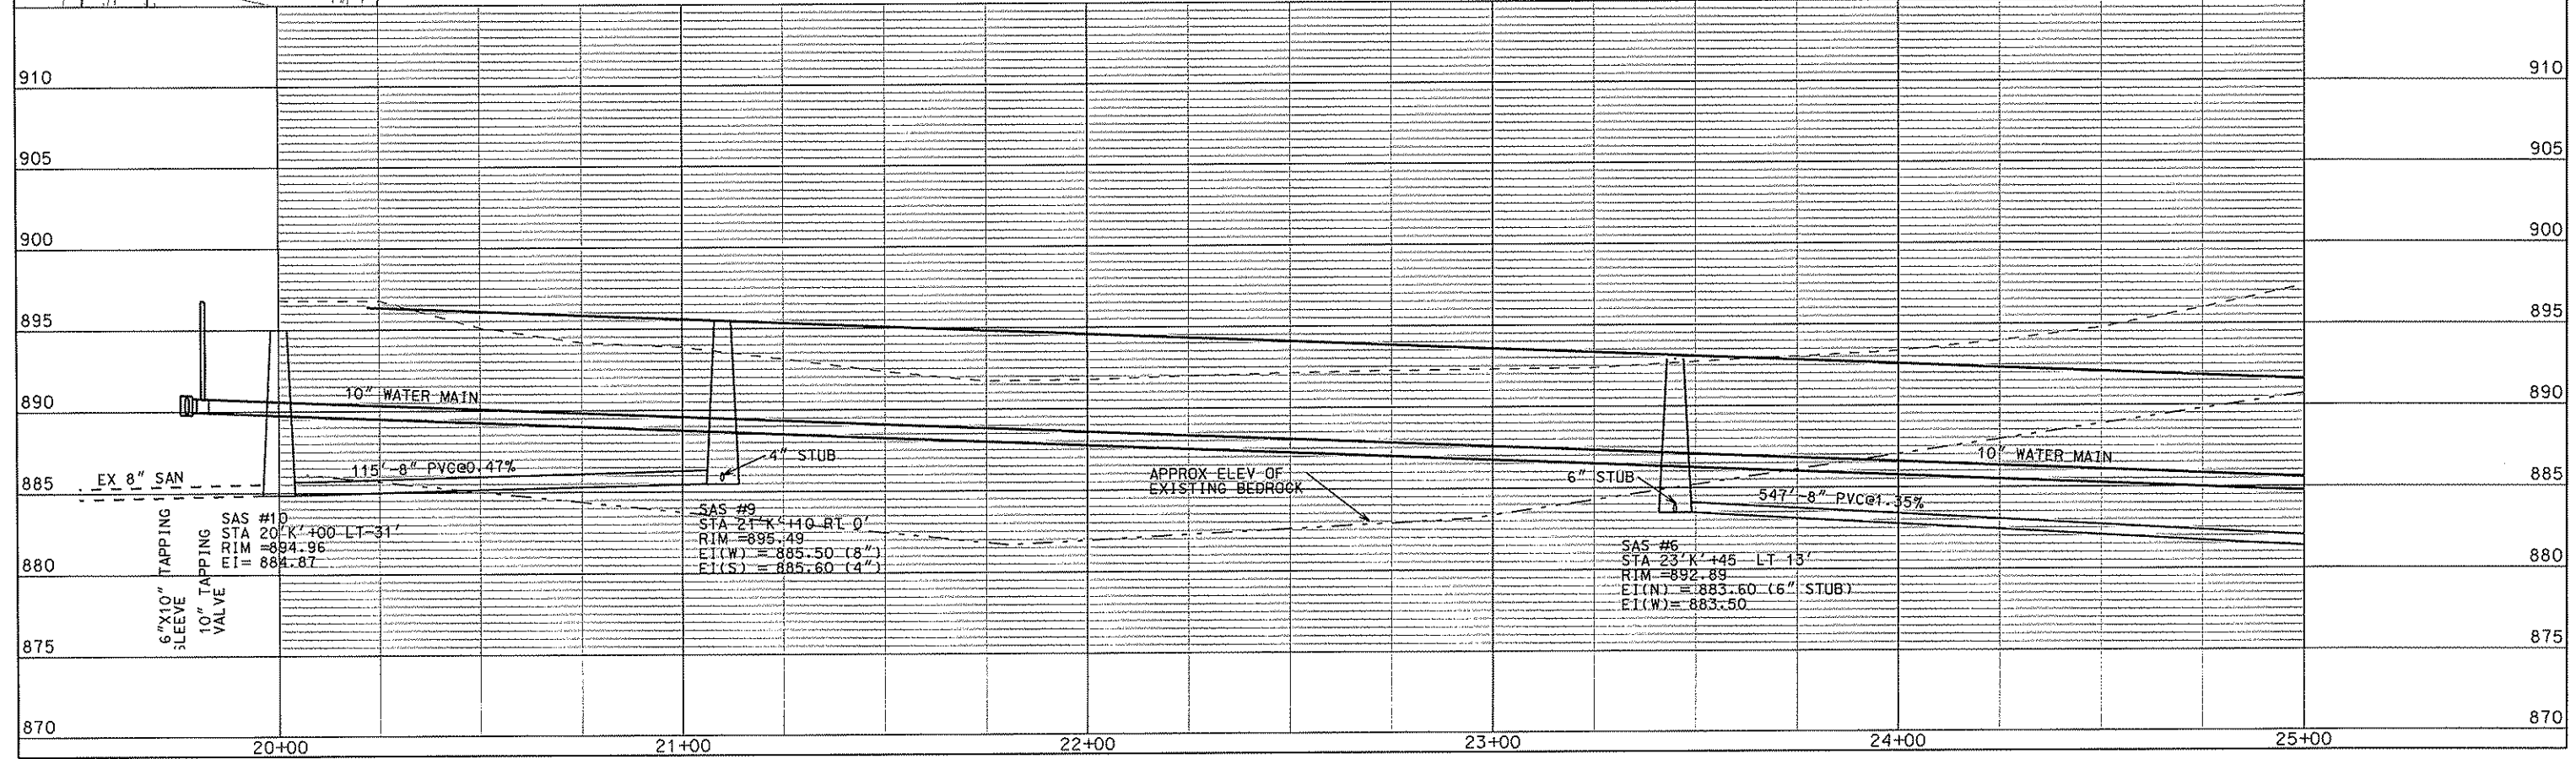 910
910
905
905
900
900
895
895
10" WATER MAIN
890
890
EX 8" SAN
115'-8" PVC@0.47%
4" STUB
APPROX ELEV OF
EXISTING BEDROCK
6" STUB
547'-8" PVC@1.35%
10" WATER MAIN
885
885
6"X10" TAPPING
SLEEVE
10" TAPPING
VALVE
SAS #10
STA 20'K'+00 LT-31'
RIM =894.96
EI= 884.87
SAS #9
STA 21'K'+10 RT 0'
RIM =895.49
EI(W) = 885.50 (8")
EI(S) = 885.60 (4")
SAS #6
STA 23'K'+45 LT 13'
RIM =892.89
EI(N) = 883.60 (6" STUB)
EI(W)= 883.50
880
880
875
875
870
870
20+00
21+00
22+00
23+00
24+00
25+00